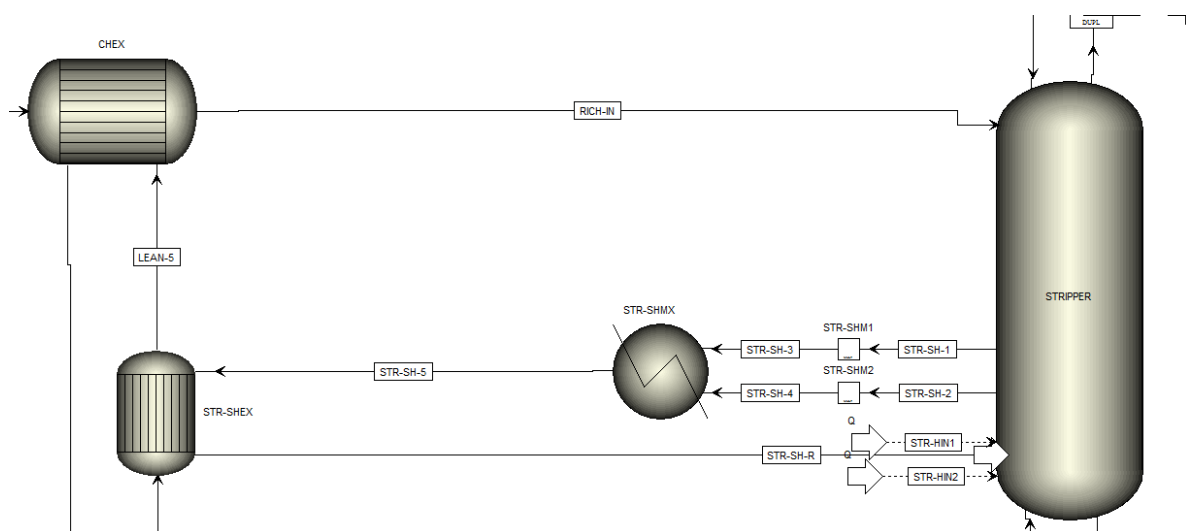 DUPL
CHEX
RICH-IN
LEAN-5
STRIPPER
STR-SHMX
STR-SHM1
STR-SH-3
STR-SH-1
STR-SH-5
STR-SHM2
STR-SH-4
STR-SH-2
STR-SHEX
Q
STR-HIN1
STR-SH-R
Q
STR-HIN2